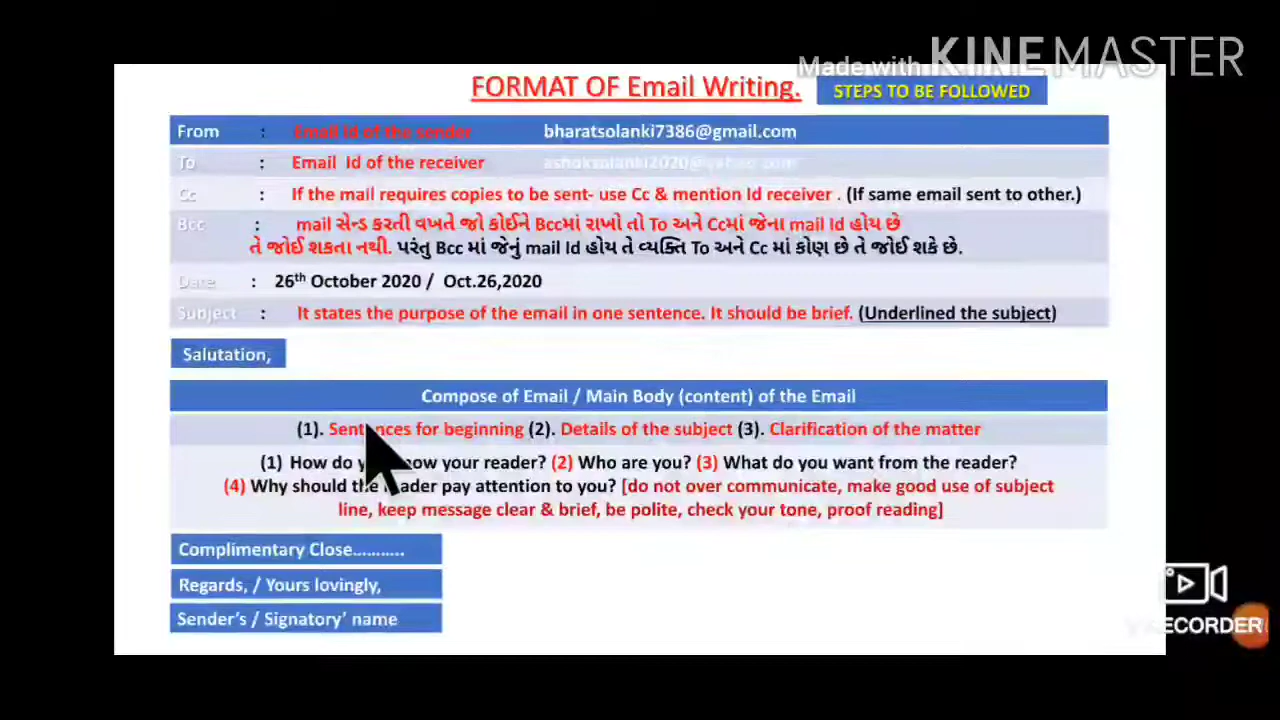 Made with KINEMASTER
FORMAT OF Email Writing.
STEPS TO BE FOLLOWED
From : Email Id of the sender bharatsolanki7386@gmail.com
To : Email Id of the receiver ashoksolanki2020@yahoo.com
Cc : If the mail requires copies to be sent- use Cc & mention Id receiver . (If same email sent to other.)
Bcc : mail સેન્ડ કરતી વખતે જો કોઈને Bccમાં રાખો તો To અને Ccમાં જેના mail Id હોય છે
તે જોઈ શકતા નથી. પરંતુ Bcc માં જેનું mail Id હોય તે વ્યક્તિ To અને Cc માં કોણ છે તે જોઈ શકે છે.
Date : 26th October 2020 / Oct.26,2020
Subject : It states the purpose of the email in one sentence. It should be brief. (Underlined the subject)
Salutation,
Compose of Email / Main Body (content) of the Email
(1). Sentences for beginning (2). Details of the subject (3). Clarification of the matter
(1) How do you know your reader? (2) Who are you? (3) What do you want from the reader?
(4) Why should the reader pay attention to you? [do not over communicate, make good use of subject
line, keep message clear & brief, be polite, check your tone, proof reading]
Complimentary Close...........
Regards, / Yours lovingly,
Sender's / Signatory' name
RECORDER